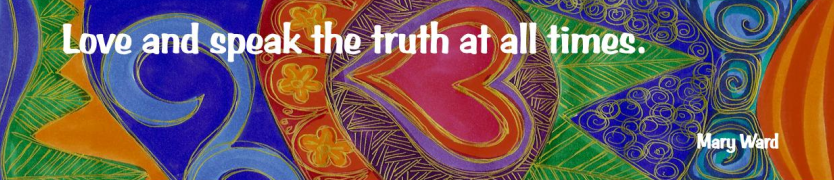 Love and speak the truth at all times.
Mary Ward